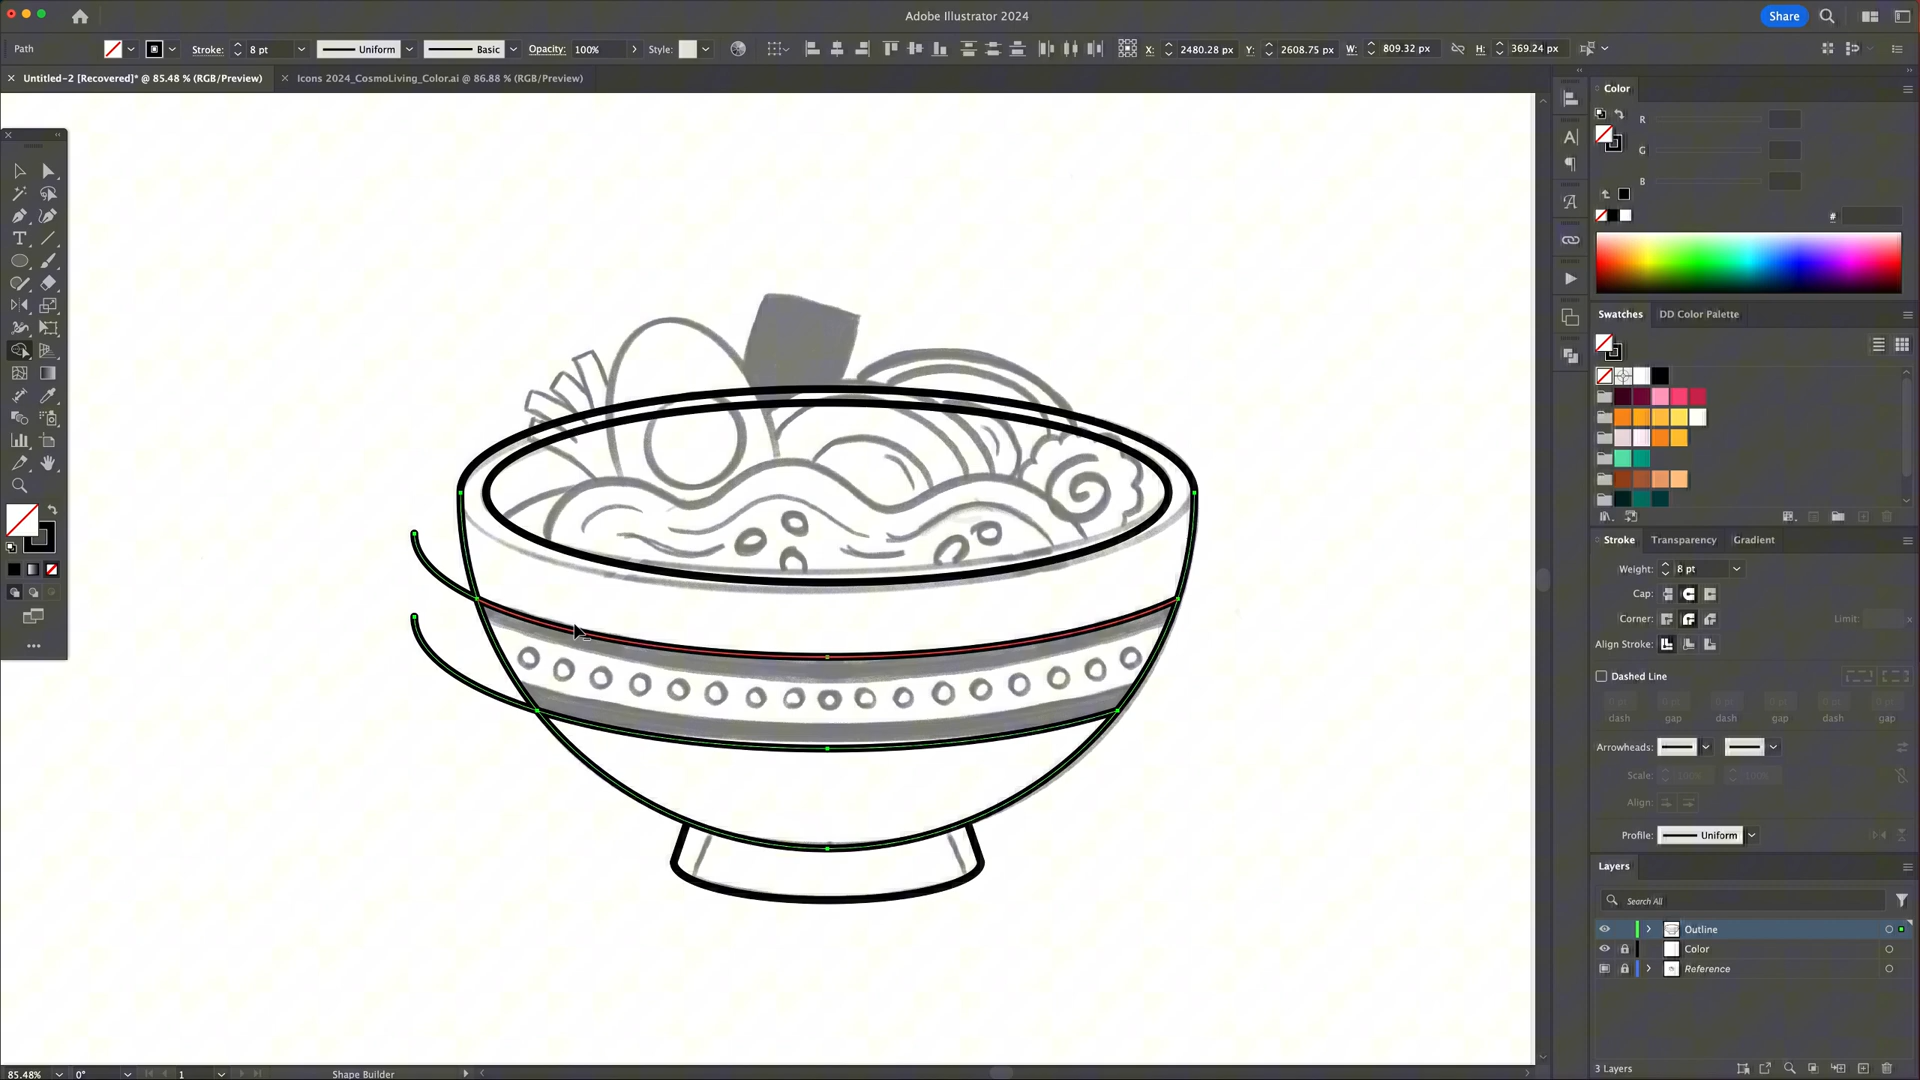 Adobe Illustrator 2024
Share
Path
Stroke:
8 pt
Uniform
Basic
Opacity:
100%
Style:
X:
2480.28 px
Y:
2608.75 px
W:
809.32 px
H:
369.24 px
Untitled-2 [Recovered]* @ 85.48 % (RGB/Preview)
Icons 2024_CosmoLiving_Color.ai @ 86.88 % (RGB/Preview)
Color
R
G
B
#
Swatches
DD Color Palette
Stroke
Transparency
Gradient
Weight:
8 pt
Cap:
Corner:
Limit:
Align Stroke:
Dashed Line
dash
gap
dash
gap
dash
gap
Arrowheads:
Scale:
100%
100%
Align:
Profile:
Uniform
Layers
Search All
Outline
Color
Reference
3 Layers
85.48%
0°
1
Shape Builder